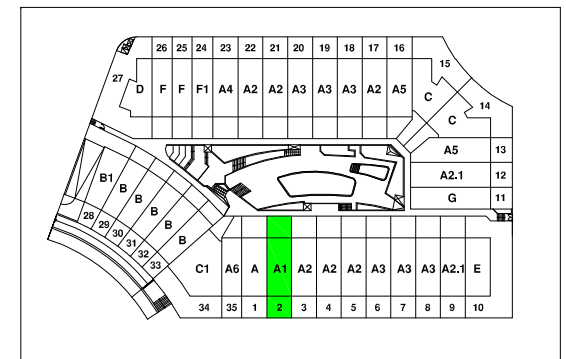 26 25 24 23 22 21 20 19 18 17 16
15
27
D F F F1 A4 A2 A2 A3 A3 A3 A2 A5
C
14
C
A5 13
A2.1 12
G 11
B1
B
B
B
B
B
28
29
30
31
32
33
C1 A6 A A1 A2 A2 A2 A3 A3 A3 A2.1 E
34 35 1 2 3 4 5 6 7 8 9 10